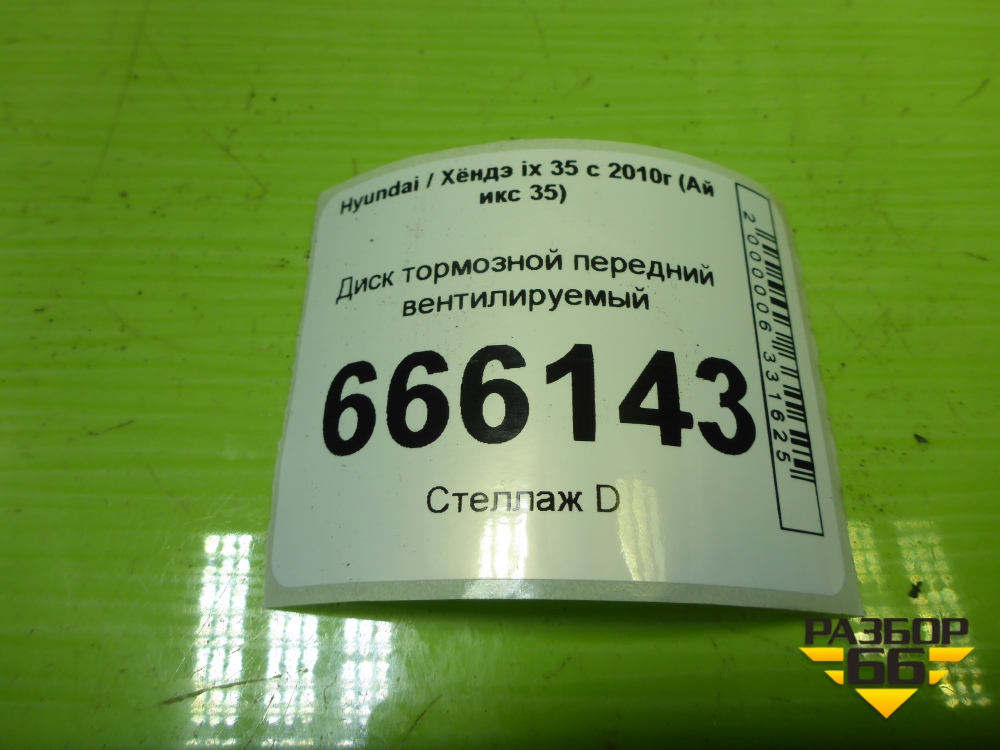 Hyundai / Хёндэ ix 35 с 2010г (Ай
икс 35)
Диск тормозной передний
вентилируемый
666143
Стеллаж D
2000006331625
РАЗБОР
66